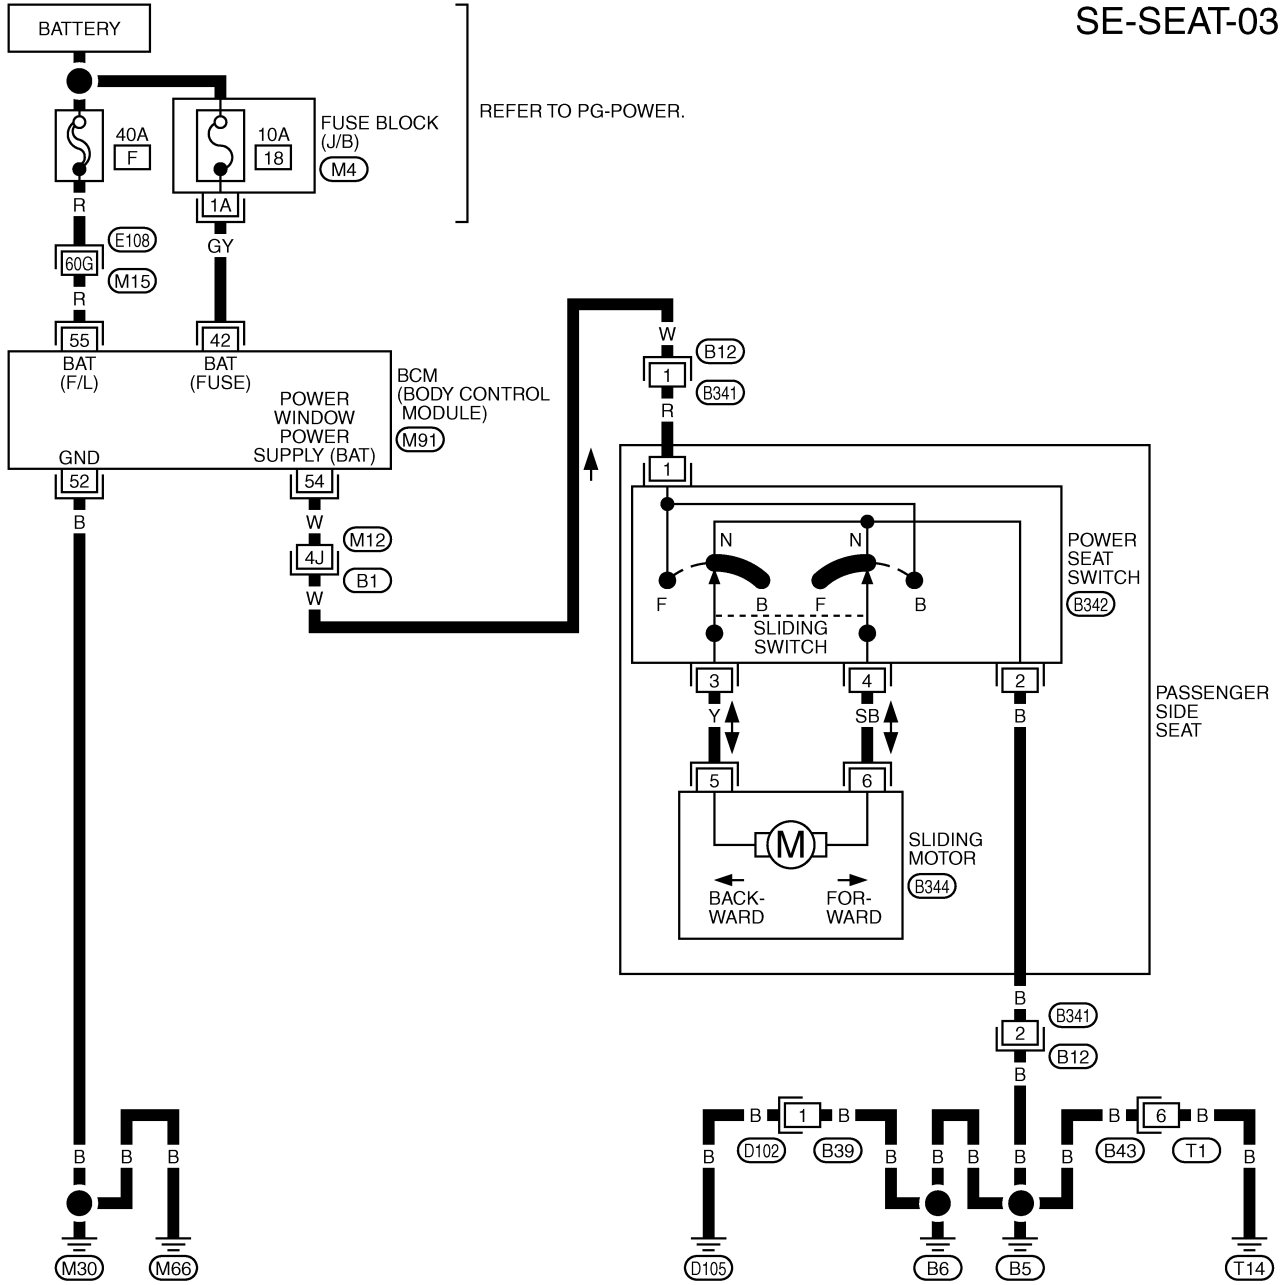 SE-SEAT-03
BATTERY
REFER TO PG-POWER.
40A
F
10A
18
FUSE BLOCK
(J/B)
M4
R
1A
GY
E108
60G
M15
R
55
42
BAT
(F/L)
BAT
(FUSE)
BCM
(BODY CONTROL
MODULE)
M91
POWER
WINDOW
POWER
SUPPLY (BAT)
GND
52
54
B
W
M12
4J
B1
W
W
B12
1
B341
R
1
N
N
F
B
F
B
SLIDING
SWITCH
POWER
SEAT
SWITCH
B342
3
4
2
Y
SB
B
PASSENGER
SIDE
SEAT
5
6
M
SLIDING
MOTOR
B344
BACK-
WARD
FOR-
WARD
B
B341
2
B12
B
B
1
B
B
6
B
D102
B39
B43
T1
B
B
B
B
B
B
B
B
B
B
M30
M66
D105
B6
B5
T14